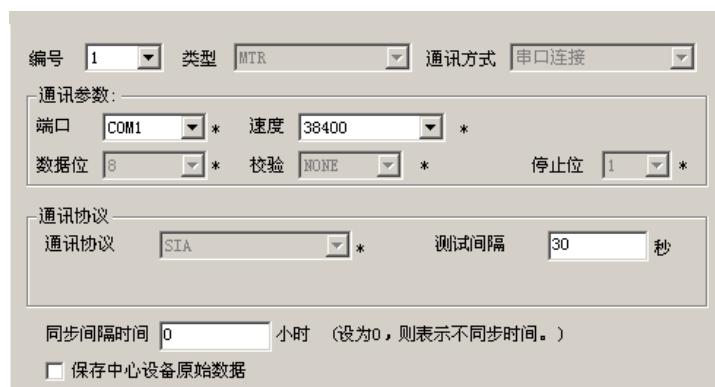 编号 1 类型 MTR 通讯方式 串口连接
通讯参数:
端口 COM1 * 速度 38400 *
数据位 8 * 校验 NONE * 停止位 1 *
通讯协议
通讯协议 SIA * 测试间隔 30 秒
同步间隔时间 0 小时 (设为0，则表示不同步时间。)
保存中心设备原始数据